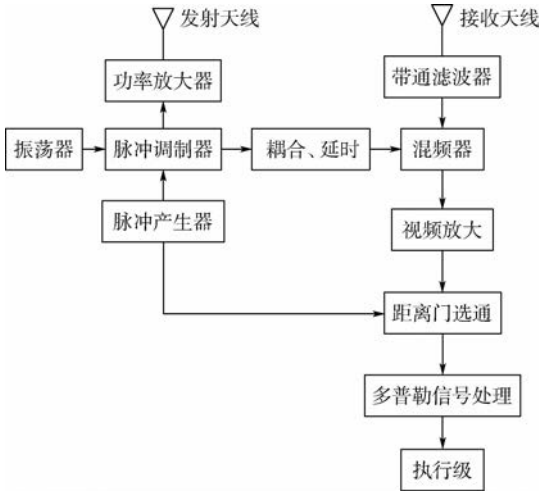 发射天线
接收天线
功率放大器
带通滤波器
振荡器
脉冲调制器
耦合、延时
混频器
脉冲产生器
视频放大
距离门选通
多普勒信号处理
执行级